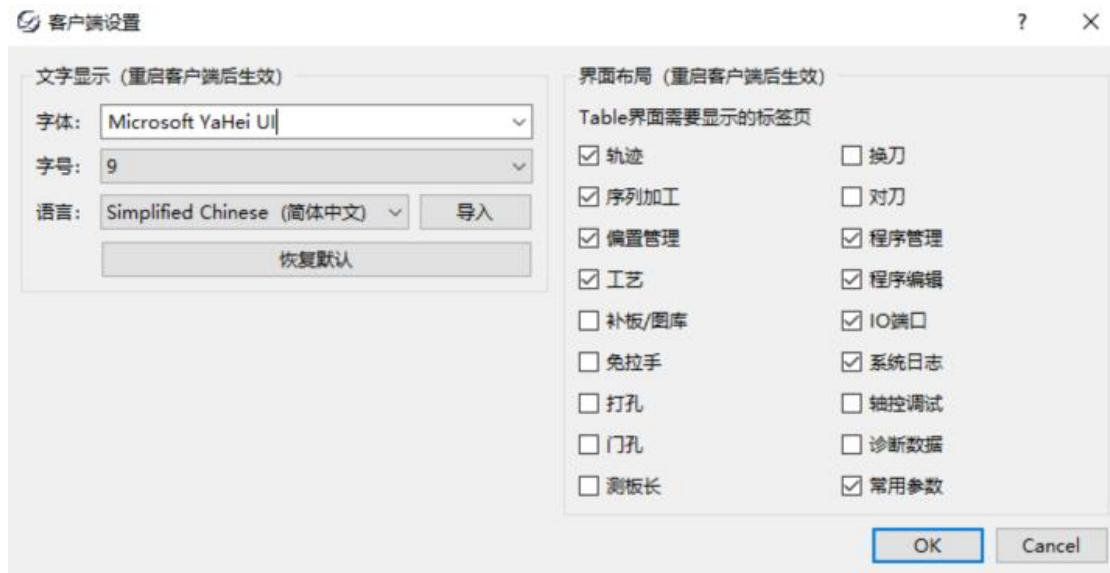 客户端设置
? ×
文字显示（重启客户端后生效）
字体： Microsoft YaHei UI
字号： 9
语言： Simplified Chinese（简体中文） 导入
恢复默认
界面布局（重启客户端后生效）
Table界面需要显示的标签页
轨迹 换刀
序列加工 对刀
偏置管理 程序管理
工艺 程序编辑
补板/图库 IO端口
免拉手 系统日志
打孔 轴控调试
门孔 诊断数据
测板长 常用参数
OK Cancel